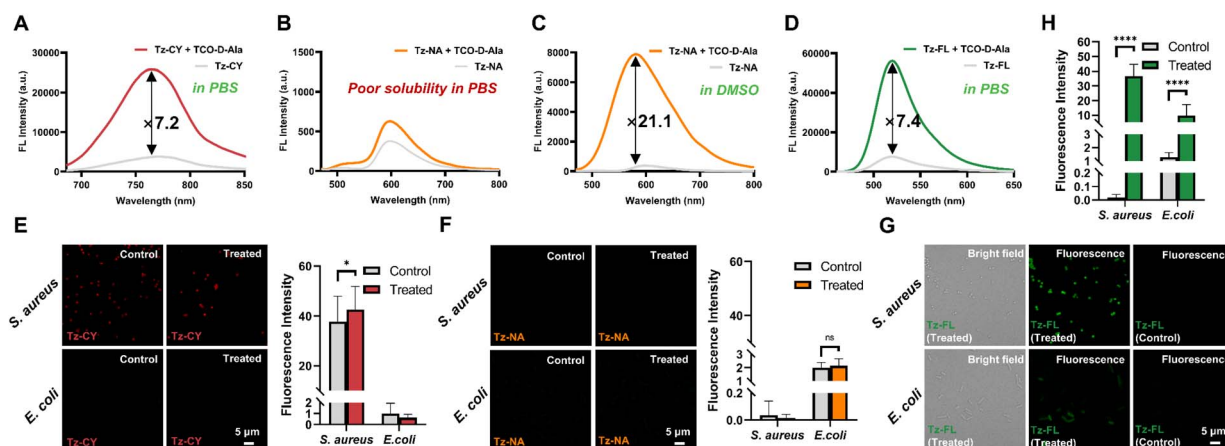 A
FL Intensity (a.u.)
30000
20000
10000
0
Tz-CY + TCO-D-Ala
Tz-CY
in PBS
×7.2
700
750
800
850
Wavelength (nm)
B
FL Intensity (a.u.)
1500
1000
500
0
Tz-NA + TCO-D-Ala
Tz-NA
Poor solubility in PBS
500
600
700
800
Wavelength (nm)
C
FL Intensity (a.u.)
8000
6000
4000
2000
0
Tz-NA + TCO-D-Ala
Tz-NA
in DMSO
×21.1
500
600
700
800
Wavelength (nm)
D
FL Intensity (a.u.)
60000
40000
20000
0
Tz-FL + TCO-D-Ala
Tz-FL
in PBS
×7.4
500
550
600
650
Wavelength (nm)
H
Fluorescence Intensity
60
50
40
30
20
10
3
2
1
0.2
0.1
0.0
Control
Treated
****
****
S. aureus
E.coli
E
S. aureus
E. coli
Control
Tz-CY
Treated
Tz-CY
Control
Tz-CY
Treated
Tz-CY
5 μm
Fluorescence Intensity
60
40
20
2
1
0
Control
Treated
*
S. aureus
E.coli
F
S. aureus
E. coli
Control
Tz-NA
Treated
Tz-NA
Control
Tz-NA
Treated
Tz-NA
5 μm
Fluorescence Intensity
60
40
20
3
2
1
0.1
0.0
Control
Treated
ns
S. aureus
E.coli
G
S. aureus
E. coli
Bright field
Tz-FL
(Treated)
Fluorescence
Tz-FL
(Treated)
Fluorescence
Tz-FL
(Control)
Bright field
Tz-FL
(Treated)
Fluorescence
Tz-FL
(Treated)
Fluorescence
Tz-FL
(Control)
5 μm